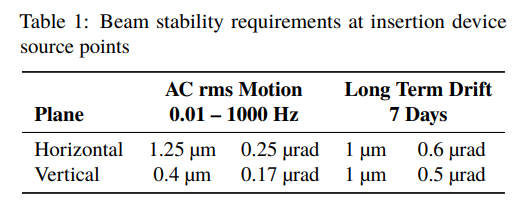 Table 1: Beam stability requirements at insertion device
source points
AC rms Motion Long Term Drift
Plane 0.01 – 1000 Hz 7 Days
Horizontal 1.25 µm 0.25 µrad 1 µm 0.6 µrad
Vertical 0.4 µm 0.17 µrad 1 µm 0.5 µrad